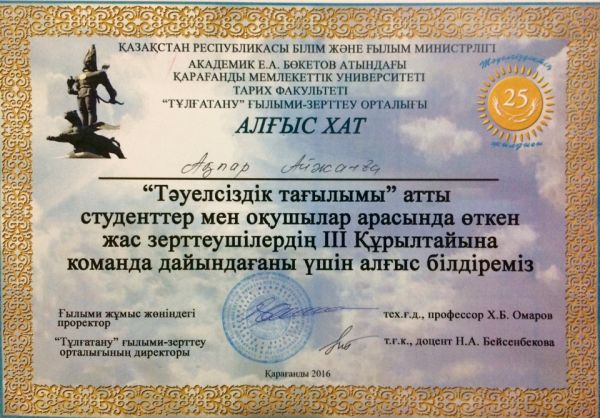 ҚАЗАҚСТАН РЕСПУБЛИКАСЫ БІЛІМ ЖӘНЕ ҒЫЛЫМ МИНИСТРЛІГІ
АКАДЕМИК Е.А. БӨКЕТОВ АТЫНДАҒЫ
ҚАРАҒАНДЫ МЕМЛЕКЕТТІК УНИВЕРСИТЕТІ
ТАРИХ ФАКУЛЬТЕТІ
“ТҰЛҒАТАНУ” ҒЫЛЫМИ-ЗЕРТТЕУ ОРТАЛЫҒЫ
Тәуелсіздіктің
25
жылдығы
АЛҒЫС ХАТ
“Тәуелсіздік тағылымы” атты
студенттер мен оқушылар арасында өткен
жас зерттеушілердің III Құрылтайына
команда дайындағаны үшін алғыс білдіреміз
Ғылыми жұмыс жөніндегі
проректор
тех.ғ.д., профессор Х.Б. Омаров
“Тұлғатану” ғылыми-зерттеу
орталығының директоры
т.ғ.к., доцент Н.А. Бейсенбекова
Қарағанды 2016